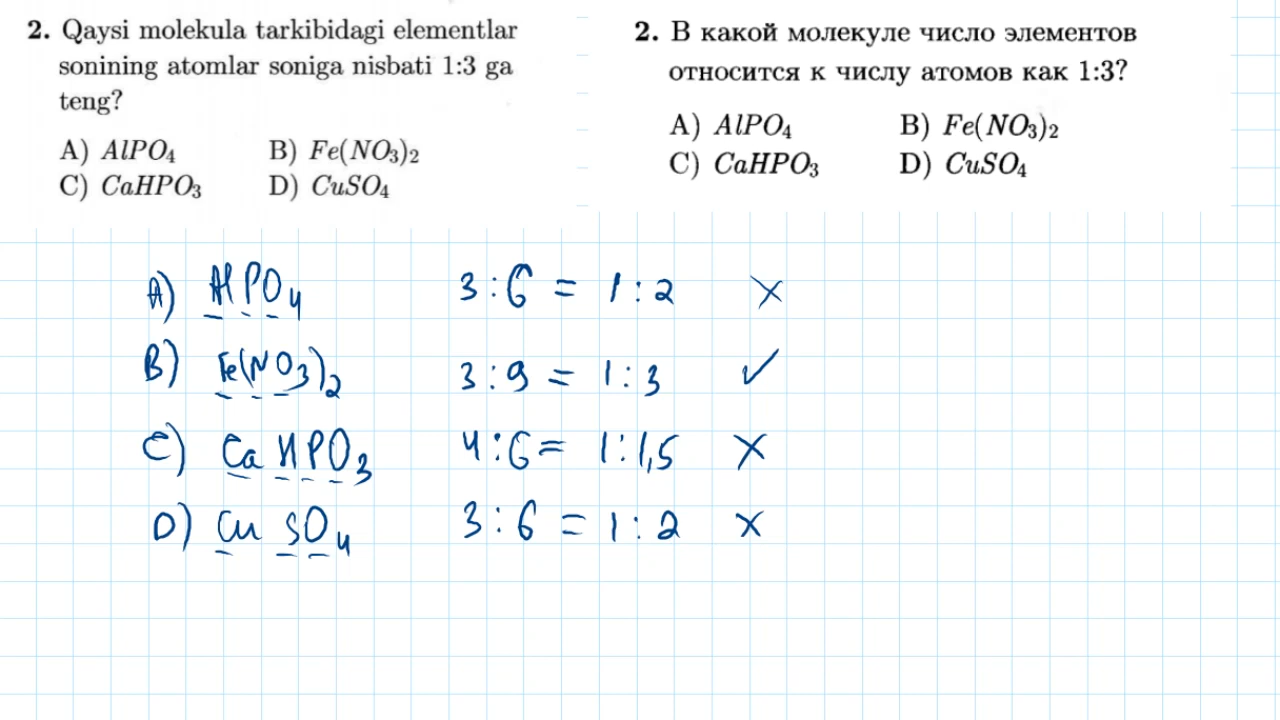 2. Qaysi molekula tarkibidagi elementlar
sonining atomlar soniga nisbati 1:3 ga
teng?
A) AlPO₄ B) Fe(NO₃)₂
C) CaHPO₃ D) CuSO₄
2. В какой молекуле число элементов
относится к числу атомов как 1:3?
A) AlPO₄ B) Fe(NO₃)₂
C) CaHPO₃ D) CuSO₄
A) AlPO₄ 3:6 = 1:2 ×
B) Fe(NO₃)₂ 3:9 = 1:3 ✓
C) CaHPO₃ 4:6 = 1:1,5 ×
D) CuSO₄ 3:6 = 1:2 ×